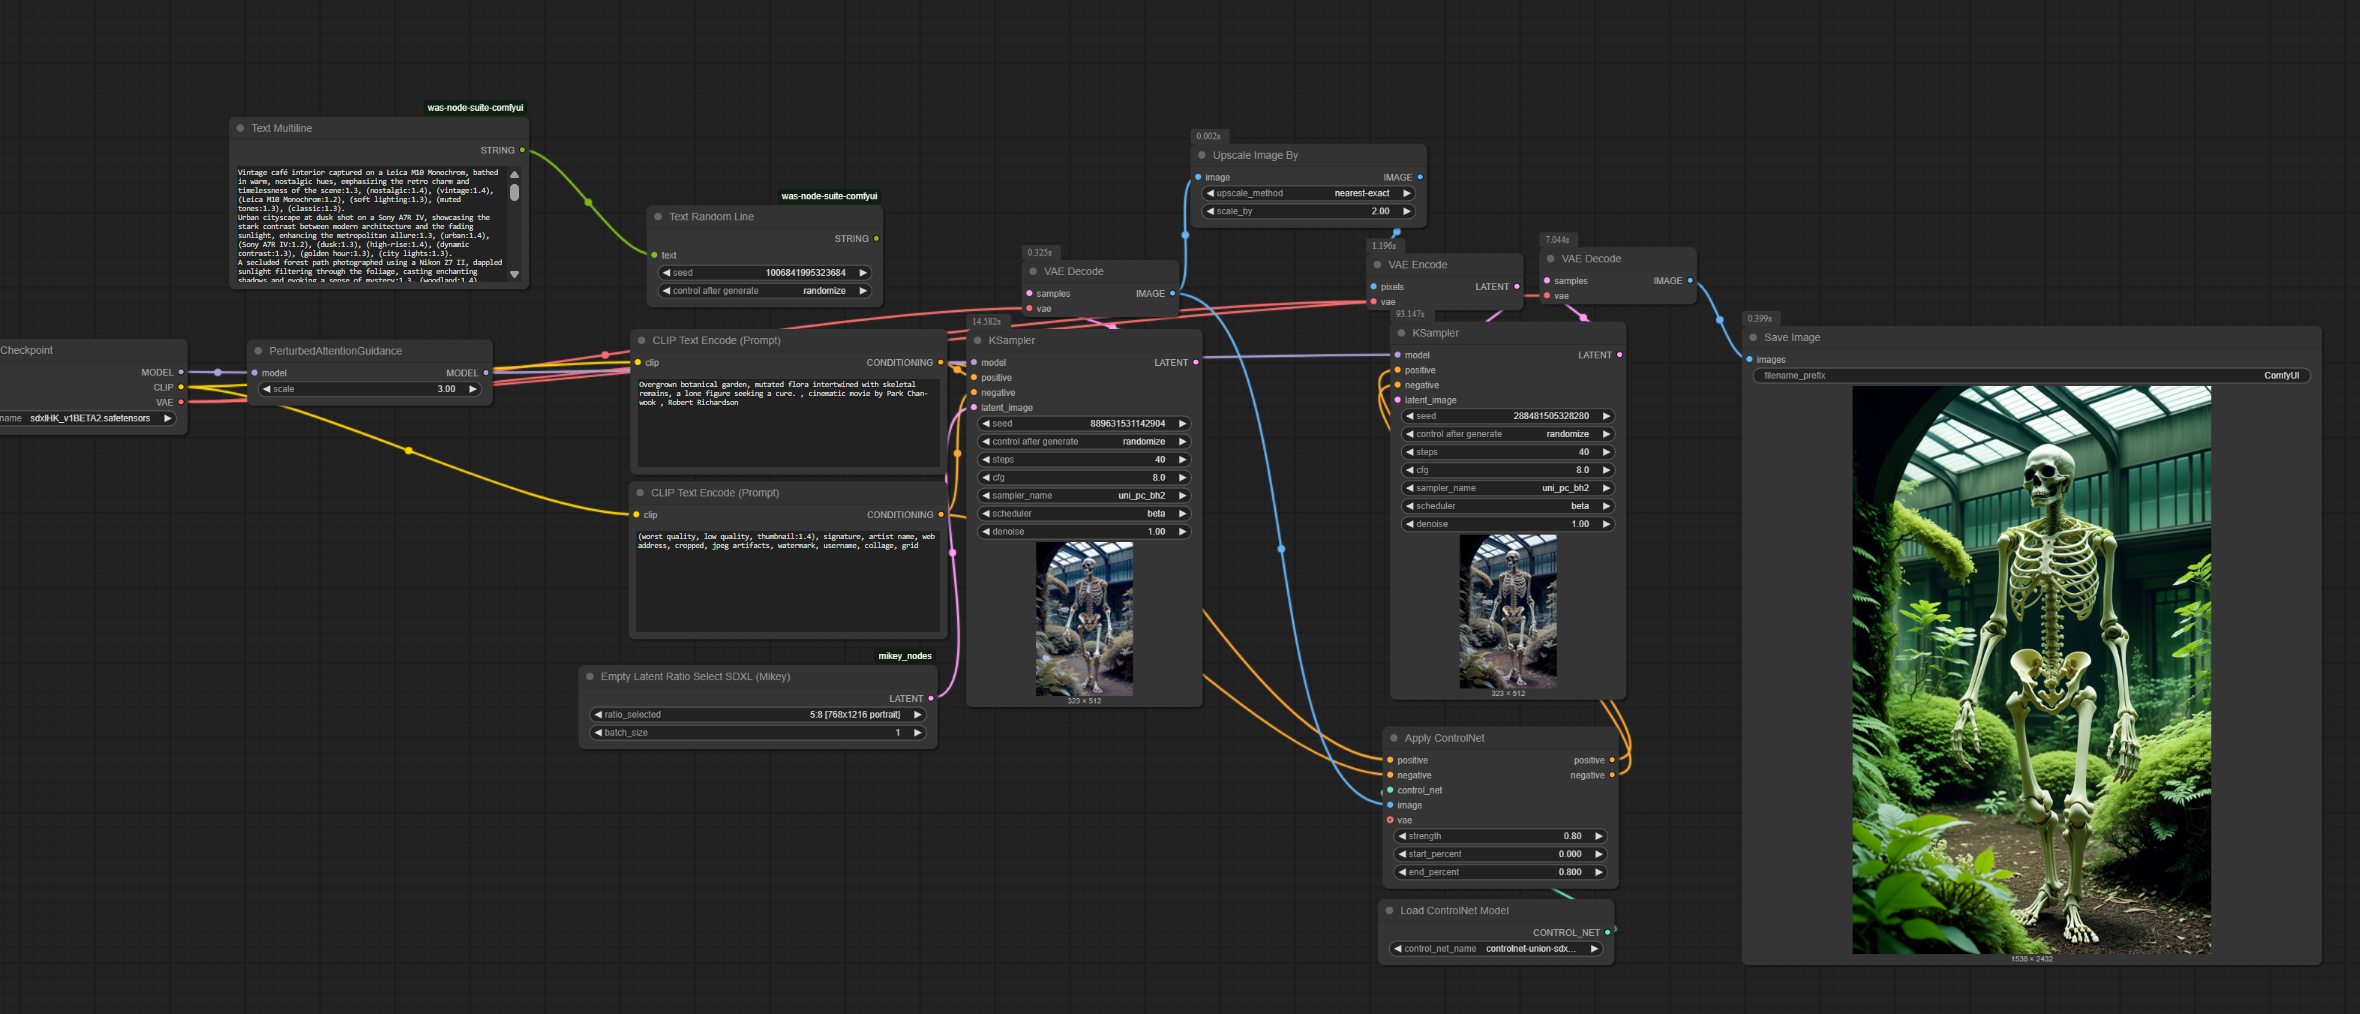 was-node-suite-comfyui
Text Multiline
STRING
Vintage café interior captured on a Leica M10 Monochrom, bathed
in warm, nostalgic hues, emphasizing the retro charm and
timelessness of the scene:1.3, (nostalgic:1.4), (vintage:1.4),
(Leica M10 Monochrom:1.2), (soft lighting:1.3), (muted
tones:1.3), (classic:1.3).
Urban cityscape at dusk shot on a Sony A7R IV, showcasing the
stark contrast between modern architecture and the fading
sunlight, enhancing the metropolitan allure:1.3, (urban:1.4),
(Sony A7R IV:1.2), (dusk:1.3), (high-rise:1.4), (dynamic
contrast:1.3), (golden hour:1.3), (city lights:1.3).
A secluded forest path photographed using a Nikon Z7 II, dappled
sunlight filtering through the foliage, casting enchanting
shadows and evoking a sense of mystery:1.3, (woodland:1.4),
was-node-suite-comfyui
Text Random Line
STRING
text
seed 1006841995323684
control after generate randomize
Checkpoint
MODEL
CLIP
VAE
name sdxlHK_v1BETA2.safetensors
PerturbedAttentionGuidance
model MODEL
scale 3.00
CLIP Text Encode (Prompt)
clip CONDITIONING
Overgrown botanical garden, mutated flora intertwined with skeletal
remains, a lone figure seeking a cure. , cinematic movie by Park Chan-
wook , Robert Richardson
CLIP Text Encode (Prompt)
clip CONDITIONING
(worst quality, low quality, thumbnail:1.4), signature, artist name, web
address, cropped, jpeg artifacts, watermark, username, collage, grid
mikey_nodes
Empty Latent Ratio Select SDXL (Mikey)
LATENT
ratio_selected 5:8 [768x1216 portrait]
batch_size 1
0.325s
VAE Decode
samples IMAGE
vae
14.582s
KSampler
model LATENT
positive
negative
latent_image
seed 889631531142904
control after generate randomize
steps 40
cfg 8.0
sampler_name uni_pc_bh2
scheduler beta
denoise 1.00
323 × 512
0.002s
Upscale Image By
image IMAGE
upscale_method nearest-exact
scale_by 2.00
1.196s
VAE Encode
pixels LATENT
vae
7.044s
VAE Decode
samples IMAGE
vae
93.147s
KSampler
model LATENT
positive
negative
latent_image
seed 288481505328280
control after generate randomize
steps 40
cfg 8.0
sampler_name uni_pc_bh2
scheduler beta
denoise 1.00
323 × 512
Apply ControlNet
positive positive
negative negative
control_net
image
vae
strength 0.80
start_percent 0.000
end_percent 0.800
Load ControlNet Model
CONTROL_NET
control_net_name controlnet-union-sdx...
0.399s
Save Image
images
filename_prefix ComfyUI
1536 × 2432